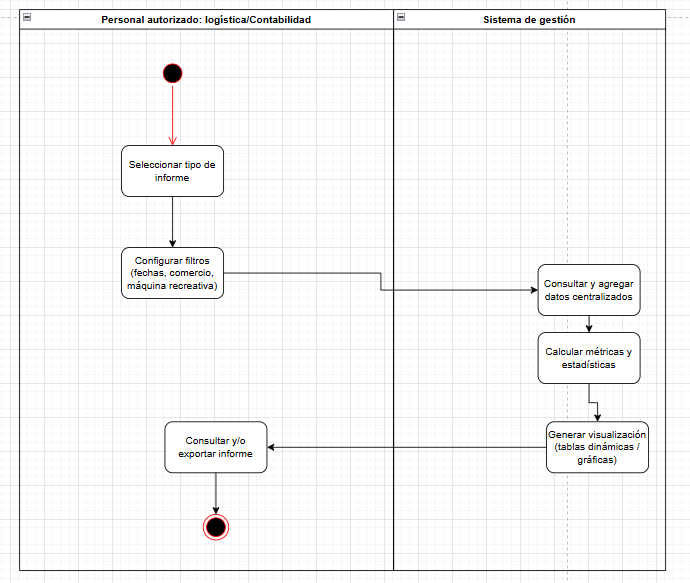 Personal autorizado: logística/Contabilidad
Sistema de gestión
Seleccionar tipo de
informe
Configurar filtros
(fechas, comercio,
máquina recreativa)
Consultar y agregar
datos centralizados
Calcular métricas y
estadísticas
Generar visualización
(tablas dinámicas /
gráficas)
Consultar y/o
exportar informe